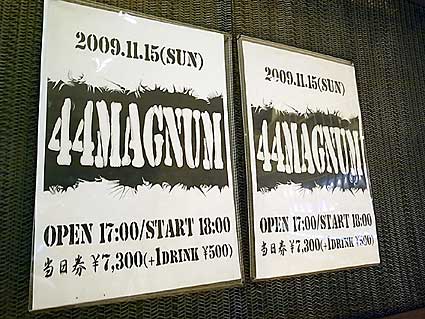 2009.11.15(SUN)
44MAGNUM
OPEN 17:00/START 18:00
当日券 ¥7,300(+1DRINK ¥500)
2009.11.15(SUN)
44MAGNUM
OPEN 17:00/START 18:00
当日券 ¥7,300(+1DRINK ¥500)